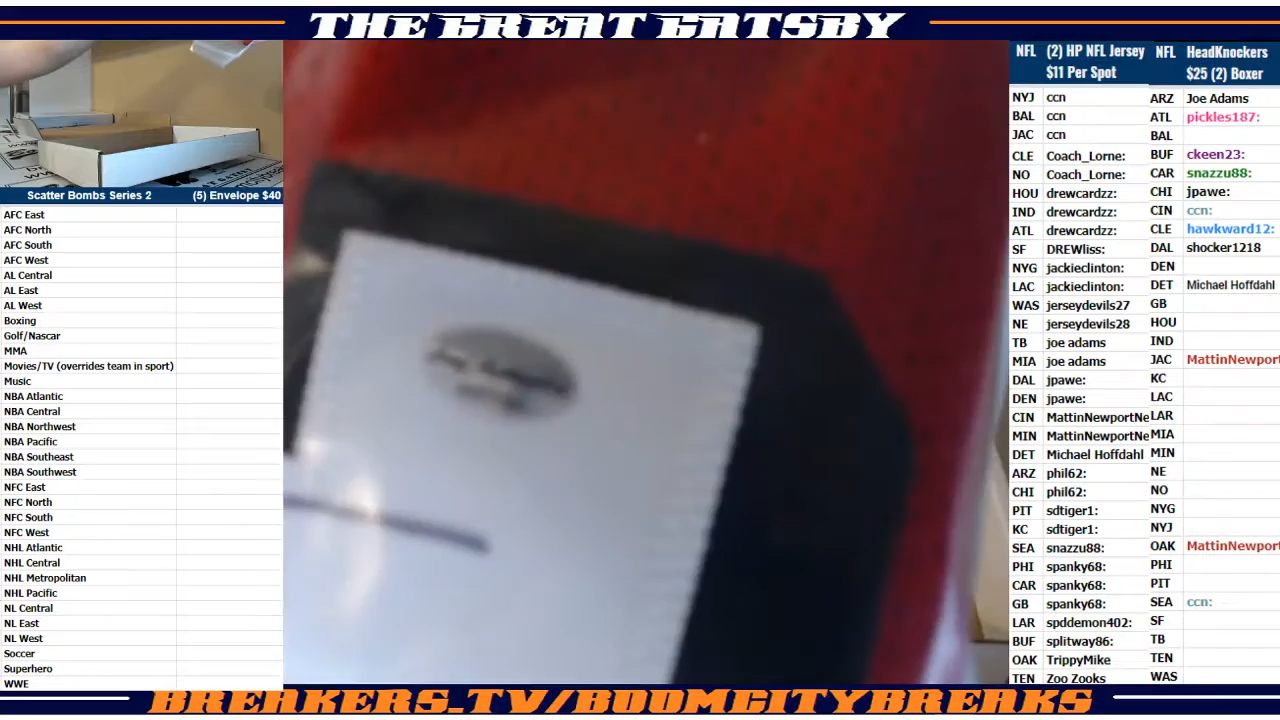 THE GREAT GATSBY
Scatter Bombs Series 2 (5) Envelope $40
AFC East
AFC North
AFC South
AFC West
AL Central
AL East
AL West
Boxing
Golf/Nascar
MMA
Movies/TV (overrides team in sport)
Music
NBA Atlantic
NBA Central
NBA Northwest
NBA Pacific
NBA Southeast
NBA Southwest
NFC East
NFC North
NFC South
NFC West
NHL Atlantic
NHL Central
NHL Metropolitan
NHL Pacific
NL Central
NL East
NL West
Soccer
Superhero
WWE
NFL (2) HP NFL Jersey
$11 Per Spot
NYJ ccn
BAL ccn
JAC ccn
CLE Coach_Lorne:
NO Coach_Lorne:
HOU drewcardzz:
IND drewcardzz:
ATL drewcardzz:
SF DREWliss:
NYG jackieclinton:
LAC jackieclinton:
WAS jerseydevils27
NE jerseydevils28
TB joe adams
MIA joe adams
DAL jpawe:
DEN jpawe:
CIN MattinNewportNe
MIN MattinNewportNe
DET Michael Hoffdahl
ARZ phil62:
CHI phil62:
PIT sdtiger1:
KC sdtiger1:
SEA snazzu88:
PHI spanky68:
CAR spanky68:
GB spanky68:
LAR spddemon402:
BUF splitway86:
OAK TrippyMike
TEN Zoo Zooks
NFL HeadKnockers
$25 (2) Boxer
ARZ Joe Adams
ATL pickles187:
BAL
BUF ckeen23:
CAR snazzu88:
CHI jpawe:
CIN ccn:
CLE hawkward12:
DAL shocker1218
DEN
DET Michael Hoffdahl
GB
HOU
IND
JAC MattinNewport
KC
LAC
LAR
MIA
MIN
NE
NO
NYG
NYJ
OAK MattinNewport
PHI
PIT
SEA ccn:
SF
TB
TEN
WAS
BREAKERS.TV/BOOMCITYBREAKS